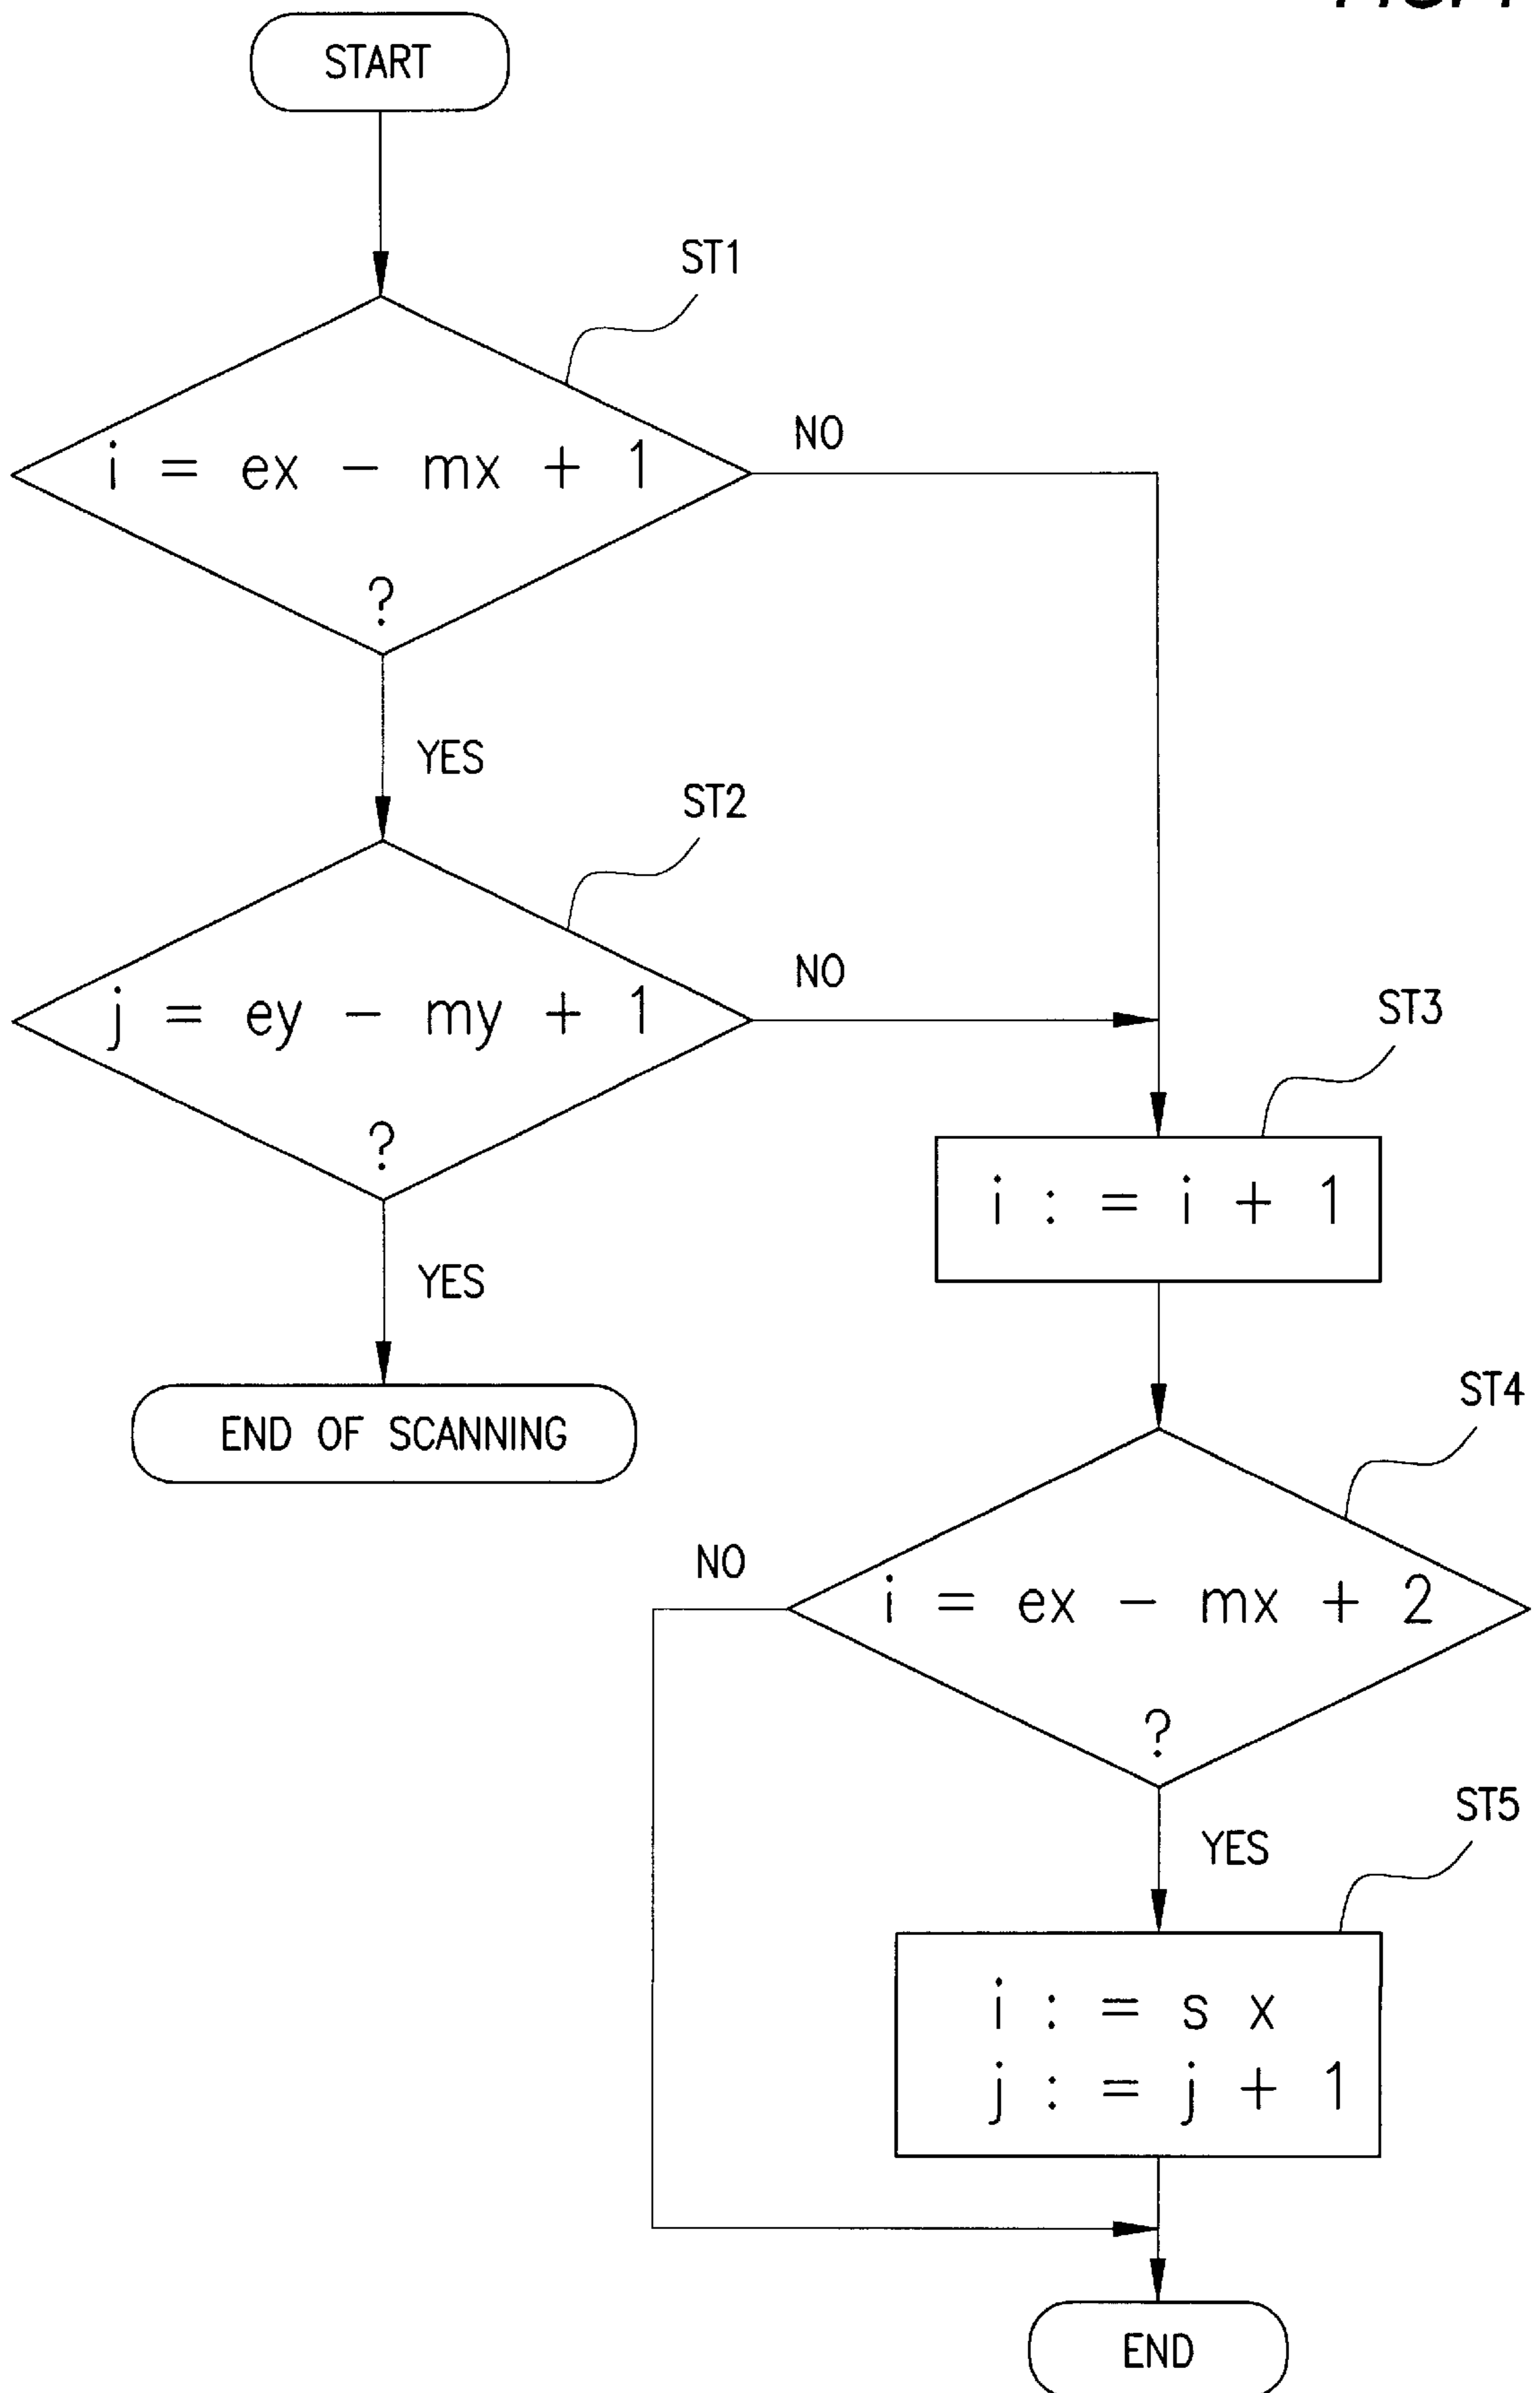 START
ST1
i = ex - mx + 1
?
NO
YES
ST2
j = ey - my + 1
?
NO
YES
END OF SCANNING
ST3
i : = i + 1
ST4
i = ex - mx + 2
?
NO
YES
ST5
i : = s x
j : = j + 1
END